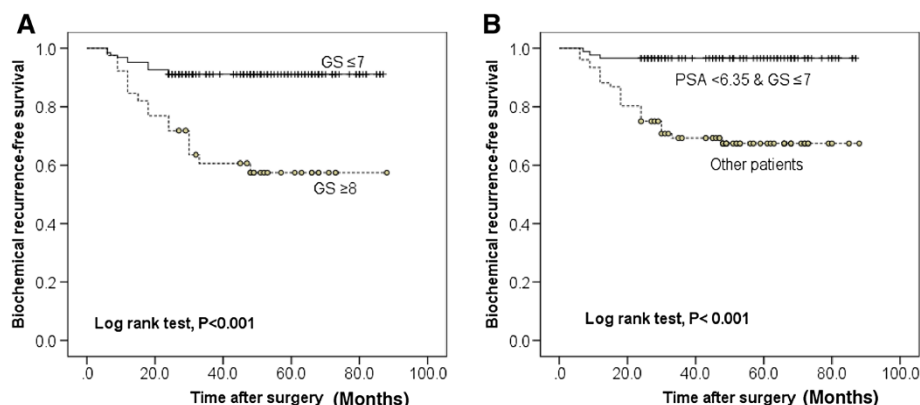 A
Biochemical recurrence-free survival
1.0
0.8
0.6
0.4
0.2
0.0
GS ≤7
GS ≥8
Log rank test, P<0.001
.0 20.0 40.0 60.0 80.0 100.0
Time after surgery (Months)
B
Biochemical recurrence-free survival
1.0
0.8
0.6
0.4
0.2
0.0
PSA <6.35 & GS ≤7
Other patients
Log rank test, P< 0.001
.0 20.0 40.0 60.0 80.0 100.0
Time after surgery (Months)